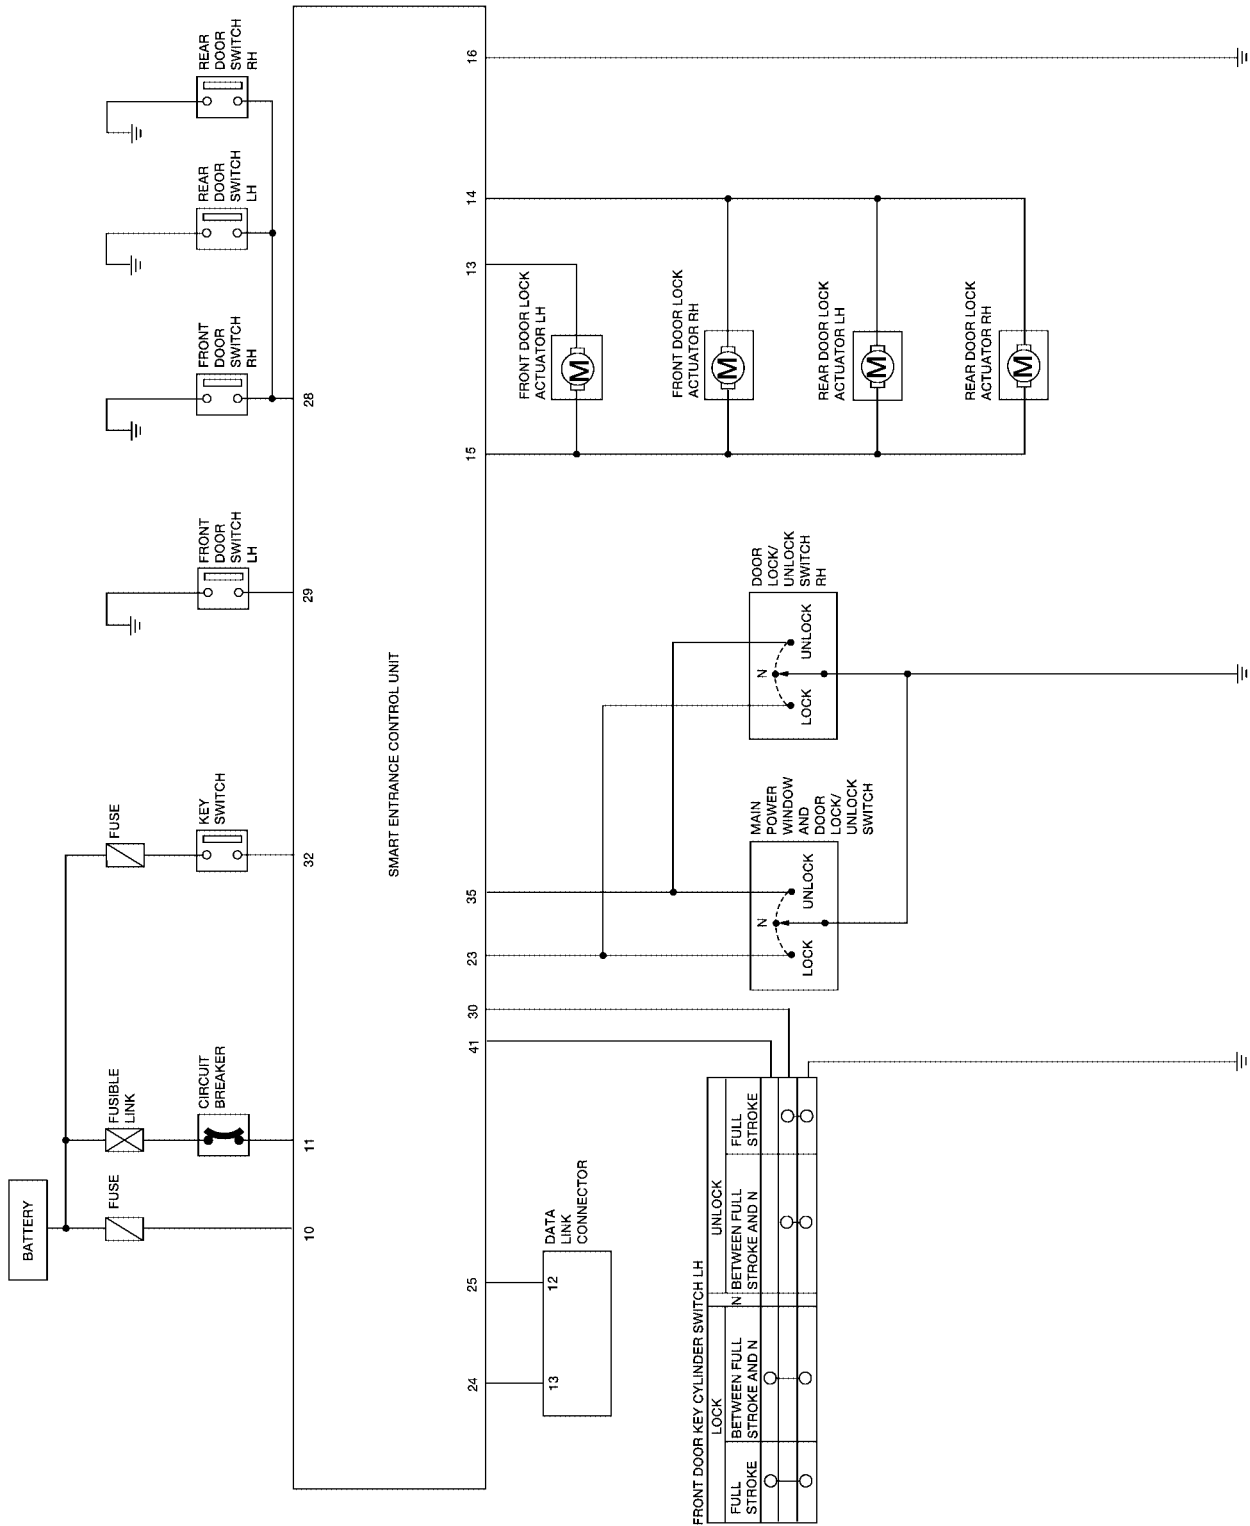 BATTERY
FUSE
FUSIBLE
LINK
CIRCUIT
BREAKER
FUSE
KEY
SWITCH
FRONT
DOOR
SWITCH
LH
FRONT
DOOR
SWITCH
RH
REAR
DOOR
SWITCH
LH
REAR
DOOR
SWITCH
RH
10
11
32
29
28
SMART ENTRANCE CONTROL UNIT
24
25
41
30
23
35
15
13
14
16
13
12
DATA
LINK
CONNECTOR
FRONT DOOR KEY CYLINDER SWITCH LH
LOCK
N
UNLOCK
FULL
STROKE
BETWEEN FULL
STROKE AND N
BETWEEN FULL
STROKE AND N
FULL
STROKE
MAIN
POWER
WINDOW
AND
DOOR
LOCK/
UNLOCK
SWITCH
N
LOCK
UNLOCK
DOOR
LOCK/
UNLOCK
SWITCH
RH
N
LOCK
UNLOCK
FRONT DOOR LOCK
ACTUATOR LH
M
FRONT DOOR LOCK
ACTUATOR RH
M
REAR DOOR LOCK
ACTUATOR LH
M
REAR DOOR LOCK
ACTUATOR RH
M